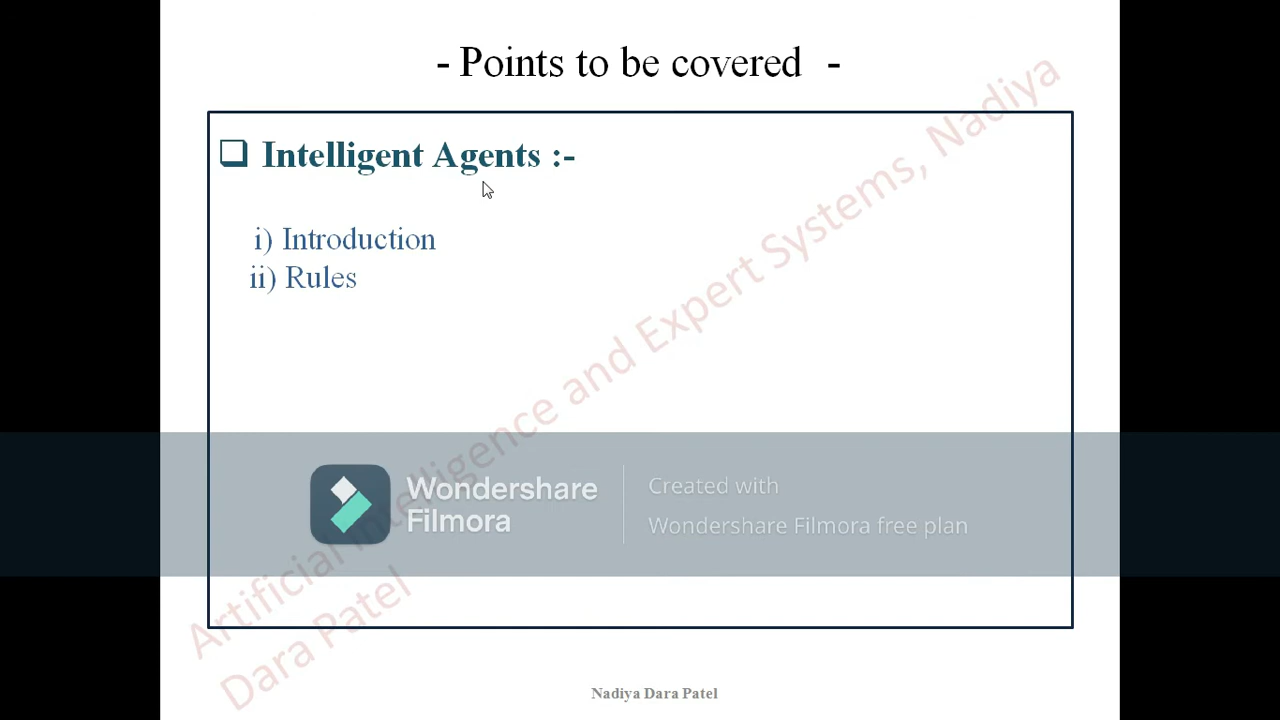 - Points to be covered -
❑ Intelligent Agents :-
i) Introduction
ii) Rules
Artificial Intelligence and Expert Systems, Nadiya
Dara Patel
Wondershare
Filmora
Created with
Wondershare Filmora free plan
Nadiya Dara Patel